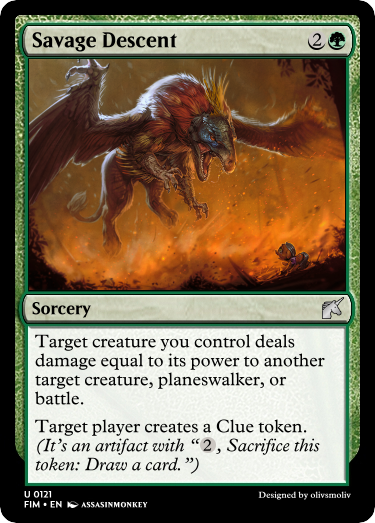 Savage Descent 2
Sorcery
Target creature you control deals
damage equal to its power to another
target creature, planeswalker, or
battle.
Target player creates a Clue token.
(It's an artifact with “2, Sacrifice this
token: Draw a card.”)
U 0121
FIM • EN ASSASINMONKEY
Designed by olivsmoliv